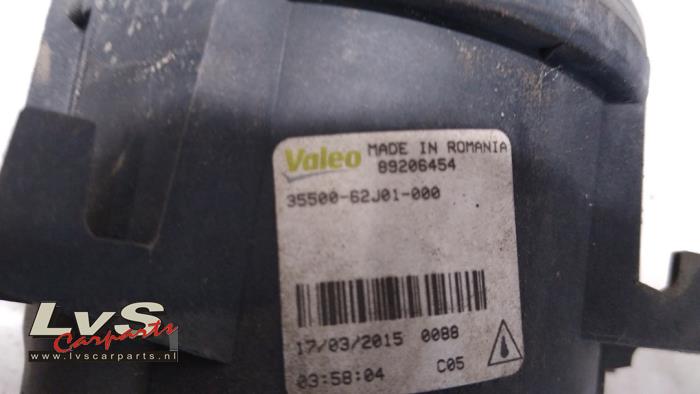 Valeo MADE IN ROMANIA
89206454
35500-62J01-000
17/03/2015 0088
03:58:04 C05
LvS
Carparts
www.lvscarparts.nl